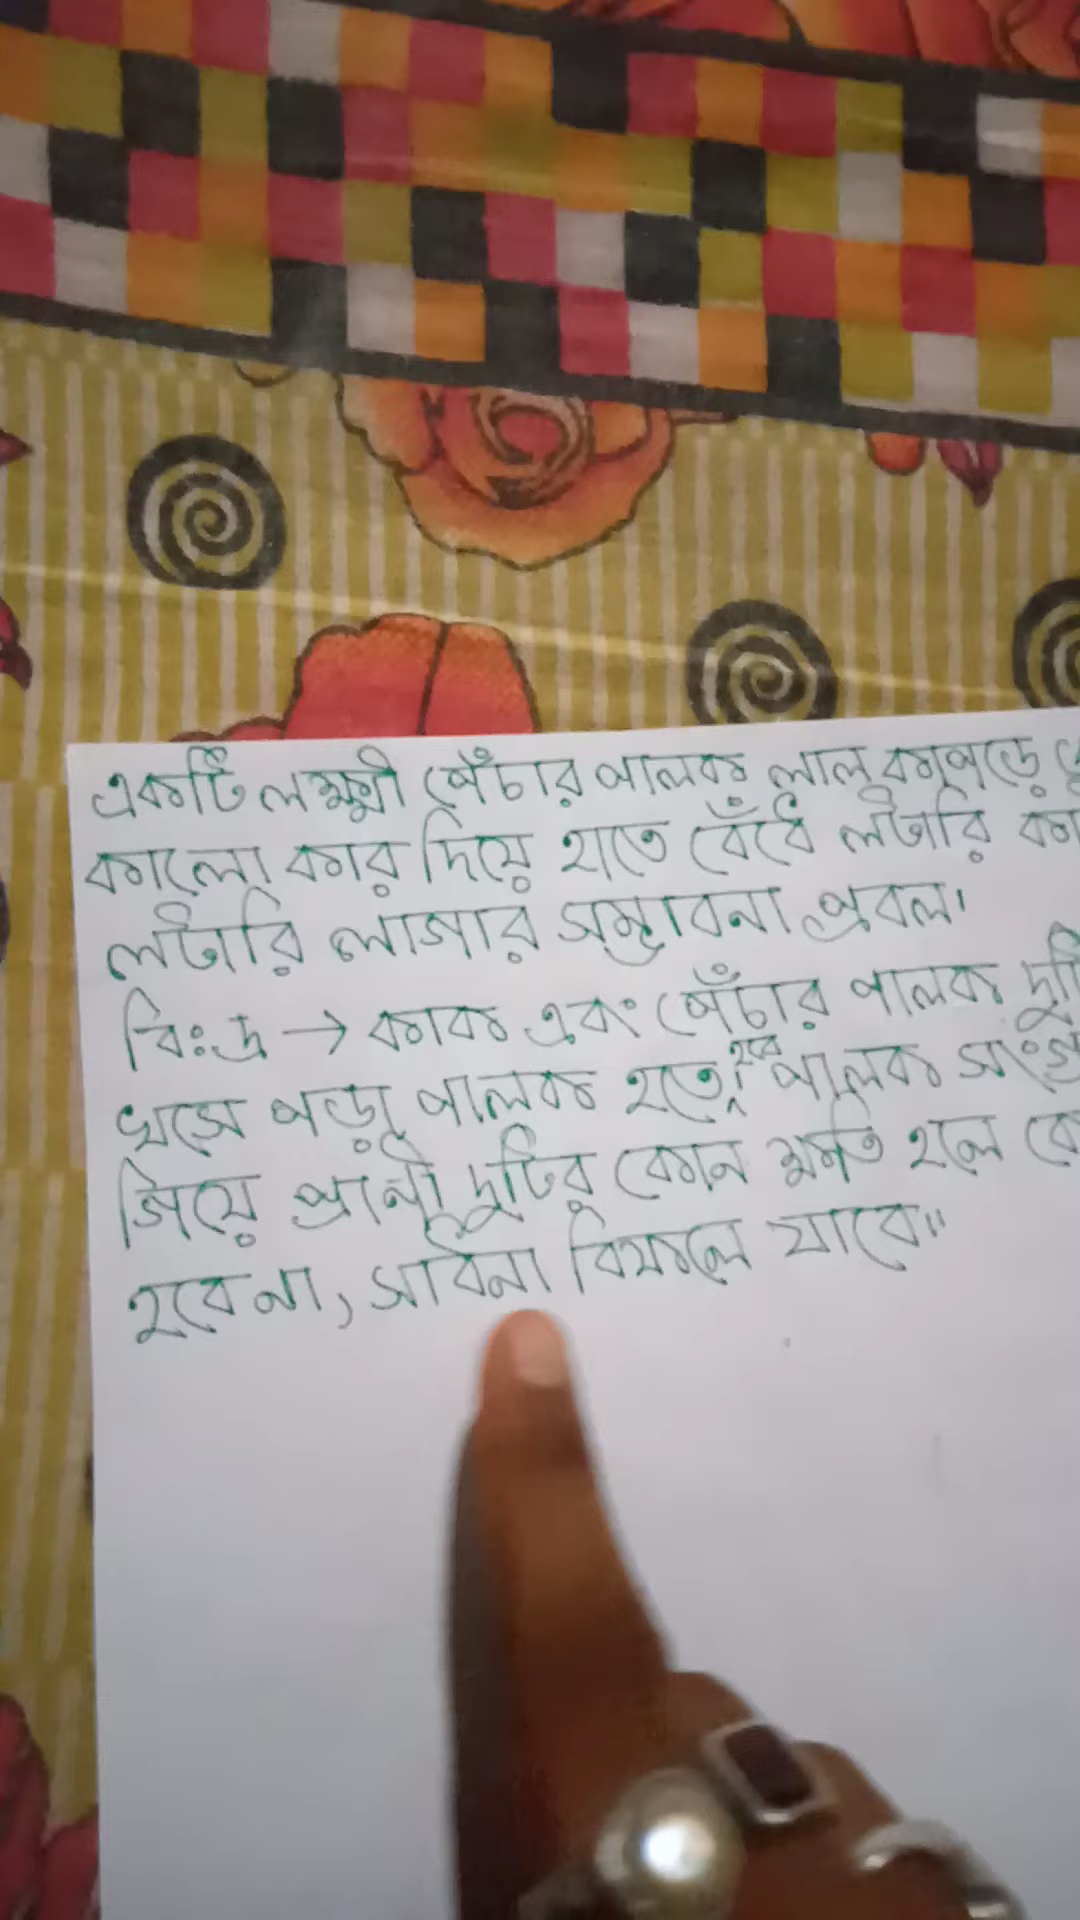 একটি লক্ষ্মী পেঁচার পালক লাল কাপড়ে
কালো কার দিয়ে হাতে বেঁধে লটারি
লটারি লাগার সম্ভাবনা প্রবল।
বিঃদ্র → কাক এবং পেঁচার পালক
খসে পড়া পালক হতে হবে পালক
গিয়ে প্রানী দুটির কোন ক্ষতি হলে
হবে না, সাধনা বিফলে যাবে॥